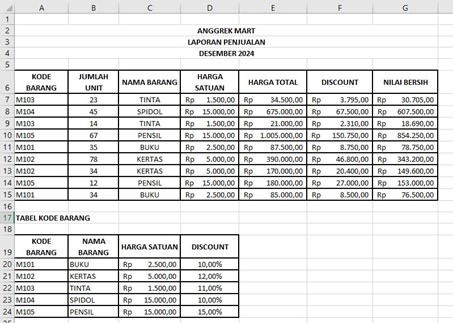 A B C D E F G
1
2 ANGGREK MART
3 LAPORAN PENJUALAN
4 DESEMBER 2024
5
6 KODE BARANG JUMLAH UNIT NAMA BARANG HARGA SATUAN HARGA TOTAL DISCOUNT NILAI BERSIH
7 M103 23 TINTA Rp 1.500,00 Rp 34.500,00 Rp 3.795,00 Rp 30.705,00
8 M104 45 SPIDOL Rp 15.000,00 Rp 675.000,00 Rp 67.500,00 Rp 607.500,00
9 M103 14 TINTA Rp 1.500,00 Rp 21.000,00 Rp 2.310,00 Rp 18.690,00
10 M105 67 PENSIL Rp 15.000,00 Rp 1.005.000,00 Rp 150.750,00 Rp 854.250,00
11 M101 35 BUKU Rp 2.500,00 Rp 87.500,00 Rp 8.750,00 Rp 78.750,00
12 M102 78 KERTAS Rp 5.000,00 Rp 390.000,00 Rp 46.800,00 Rp 343.200,00
13 M102 34 KERTAS Rp 5.000,00 Rp 170.000,00 Rp 20.400,00 Rp 149.600,00
14 M105 12 PENSIL Rp 15.000,00 Rp 180.000,00 Rp 27.000,00 Rp 153.000,00
15 M101 34 BUKU Rp 2.500,00 Rp 85.000,00 Rp 8.500,00 Rp 76.500,00
16
17 TABEL KODE BARANG
18
19 KODE BARANG NAMA BARANG HARGA SATUAN DISCOUNT
20 M101 BUKU Rp 2.500,00 10,00%
21 M102 KERTAS Rp 5.000,00 12,00%
22 M103 TINTA Rp 1.500,00 11,00%
23 M104 SPIDOL Rp 15.000,00 10,00%
24 M105 PENSIL Rp 15.000,00 15,00%